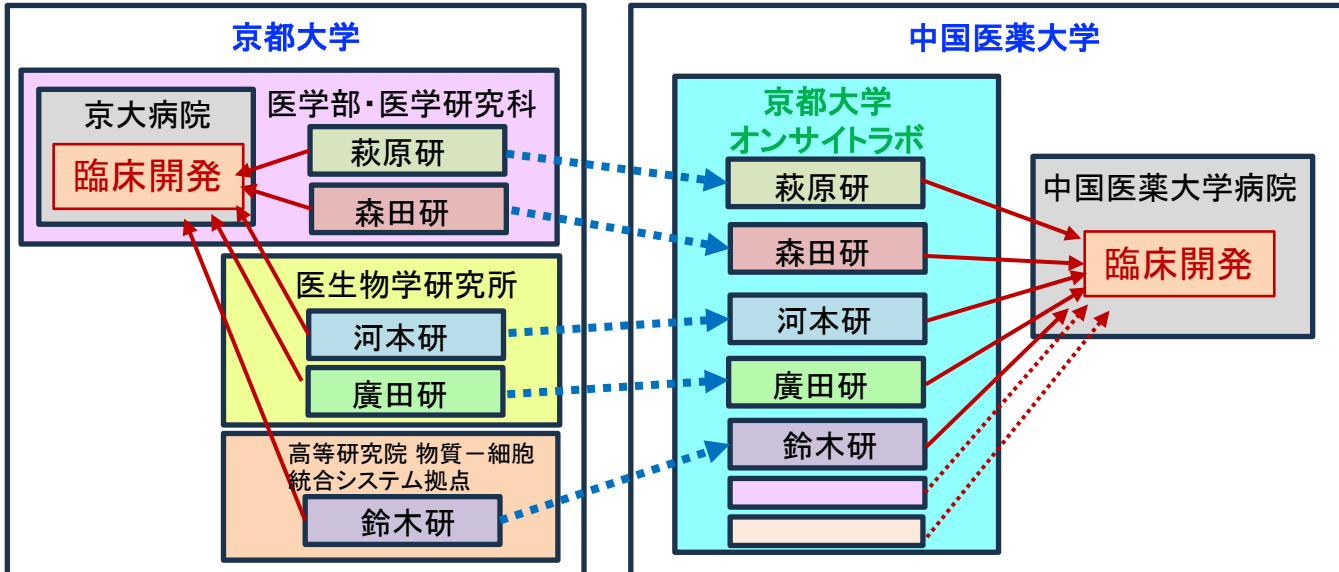 京都大学
医学部・医学研究科
京大病院
臨床開発
萩原研
森田研
医生物学研究所
河本研
廣田研
高等研究院 物質－細胞
統合システム拠点
鈴木研
中国医薬大学
京都大学
オンサイトラボ
萩原研
森田研
河本研
廣田研
鈴木研
中国医薬大学病院
臨床開発